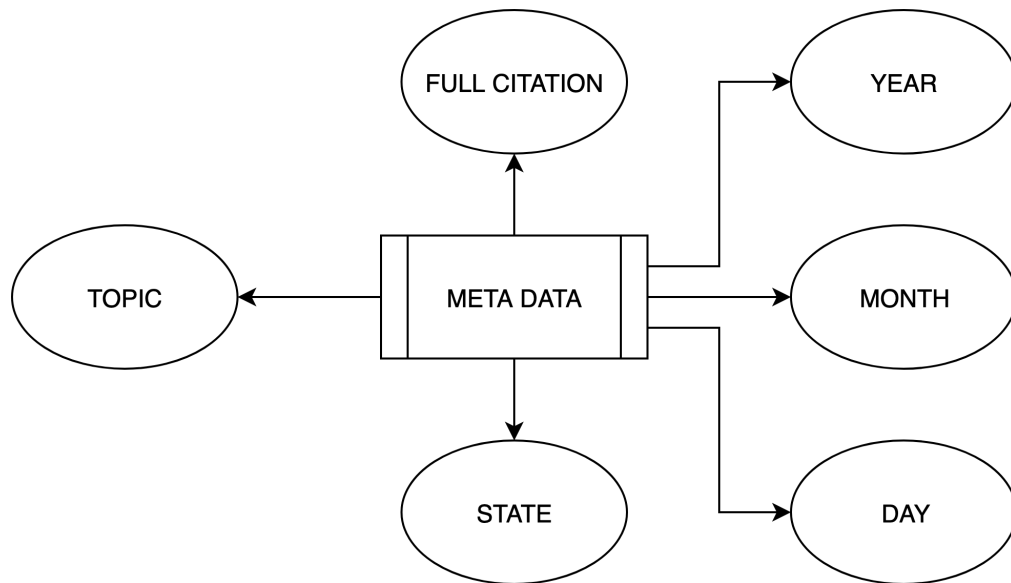 FULL CITATION
YEAR
TOPIC
META DATA
MONTH
STATE
DAY